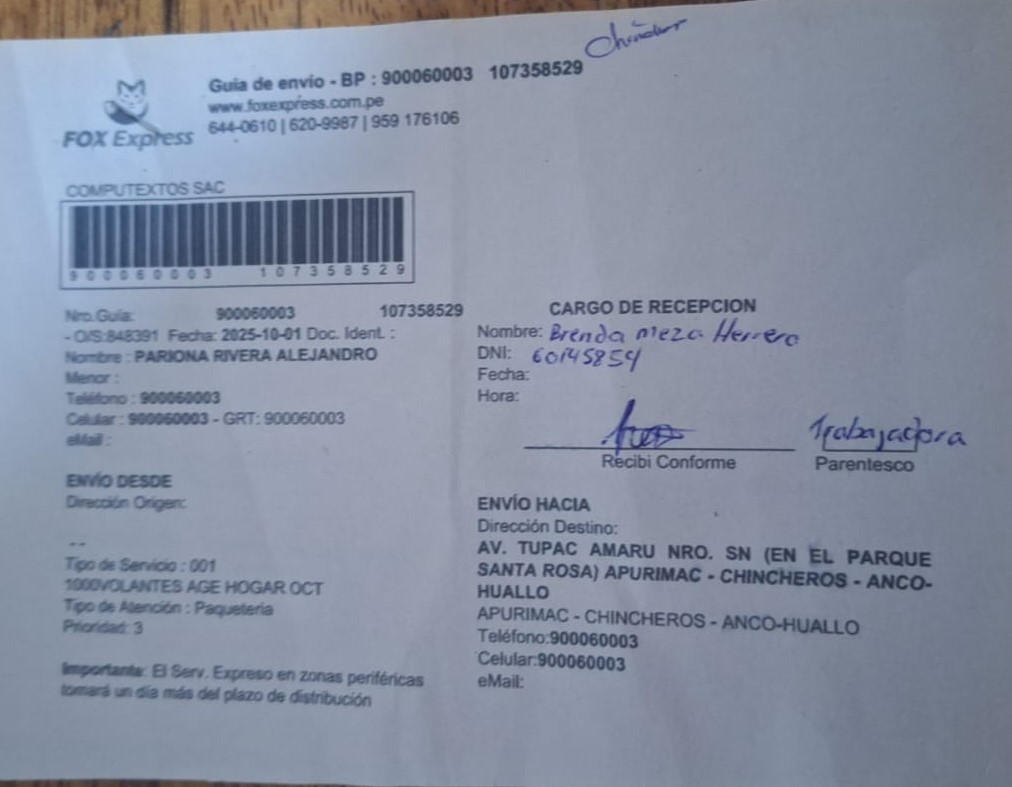 Guia de envío - BP : 900060003 107358529
www.foxexpress.com.pe
644-0610 | 620-9987 | 959 176106
FOX Express
COMPUTEXTOS SAC
900060003 107358529
Nro.Guía: 900060003 107358529
- O/S:848391 Fecha: 2025-10-01 Doc. Ident. :
Nombre : PARIONA RIVERA ALEJANDRO
Menor :
Teléfono : 900060003
Celular : 900060003 - GRT: 900060003
eMail :
ENVÍO DESDE
Dirección Origen:
- -
Tipo de Servicio : 001
1000VOLANTES AGE HOGAR OCT
Tipo de Atención : Paqueteria
Prioridad: 3
Importante: El Serv. Expreso en zonas periféricas
tomará un día más del plazo de distribución
CARGO DE RECEPCION
Nombre: Brenda meza Herrera
DNI: 60145854
Fecha:
Hora:
Trabajadora
Recibi Conforme Parentesco
ENVÍO HACIA
Dirección Destino:
AV. TUPAC AMARU NRO. SN (EN EL PARQUE
SANTA ROSA) APURIMAC - CHINCHEROS - ANCO-
HUALLO
APURIMAC - CHINCHEROS - ANCO-HUALLO
Teléfono:900060003
Celular:900060003
eMail: